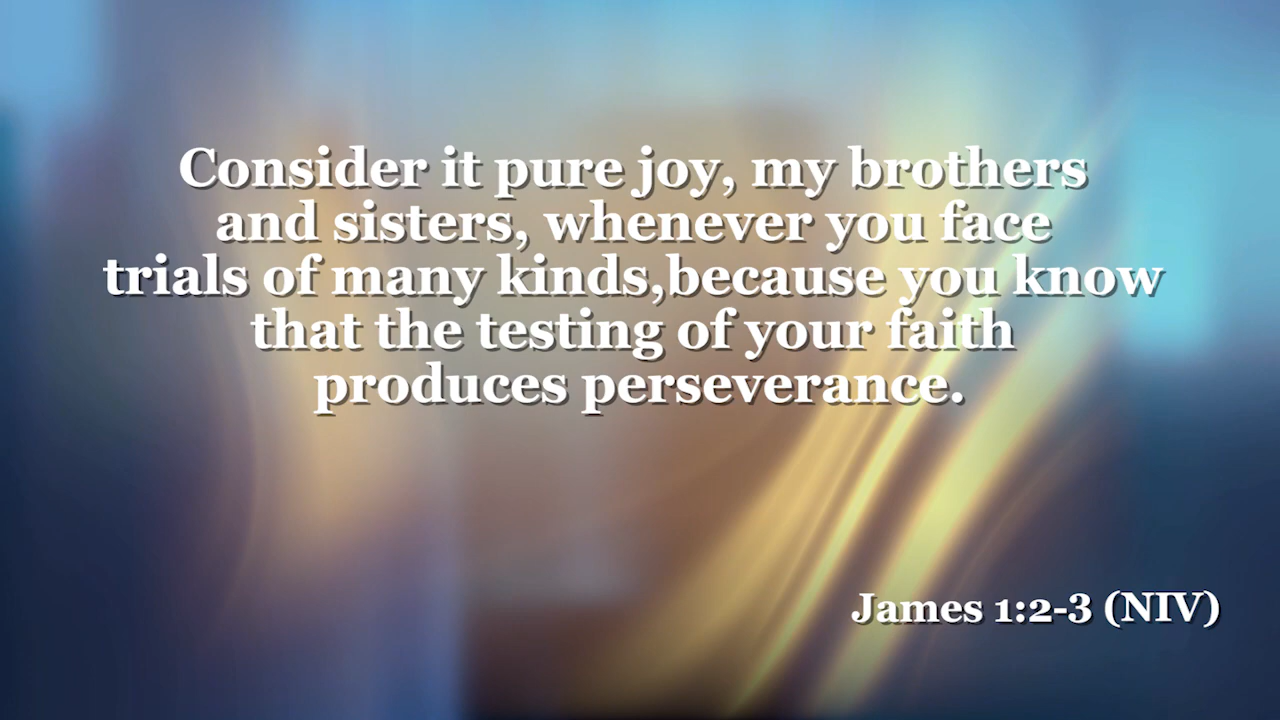 Consider it pure joy, my brothers
and sisters, whenever you face
trials of many kinds,because you know
that the testing of your faith
produces perseverance.
James 1:2-3 (NIV)